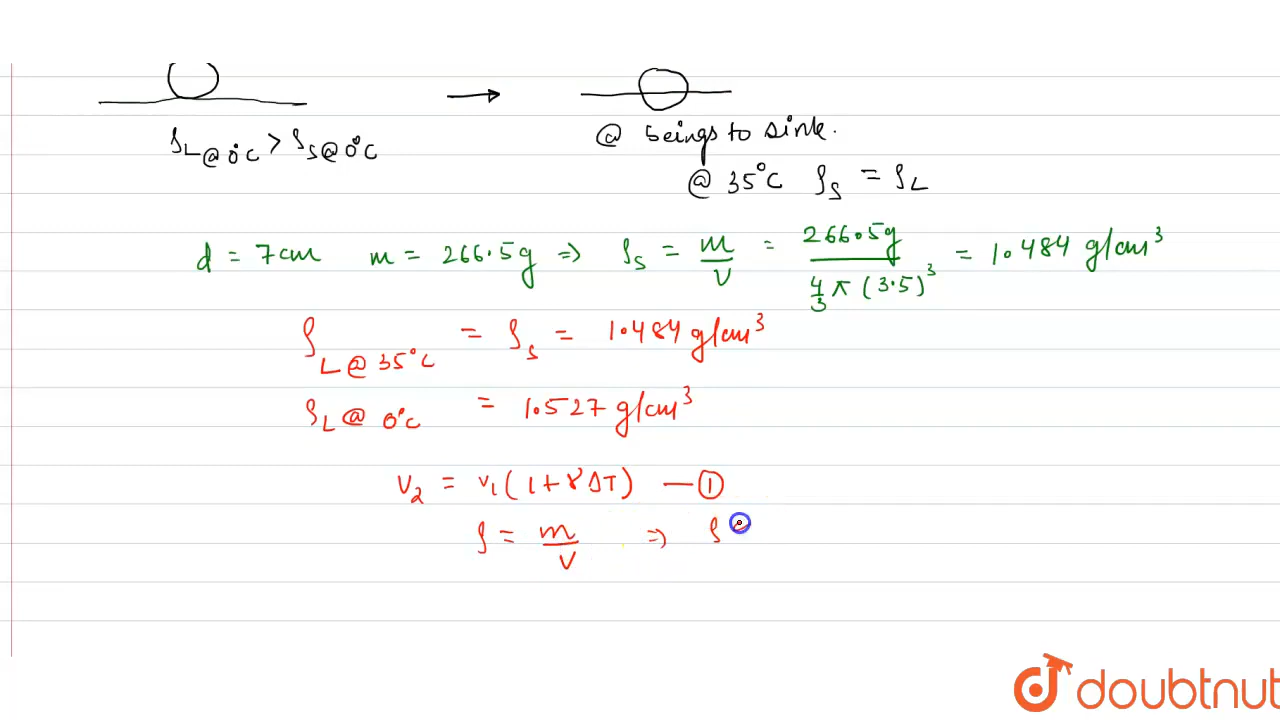 ρL@0°C > ρS@0°C
@ beings to sink.
@ 35°C ρS = ρL
d = 7cm m = 266.5g ⇒ ρS = m/V = 266.5g / 4/3 π (3.5)³ = 1.484 g/cm³
ρL@35°C = ρS = 1.484 g/cm³
ρL@0°C = 1.527 g/cm³
V₂ = V₁(1+γΔT) — ①
ρ = m/V ⇒ ρ
doubtnut